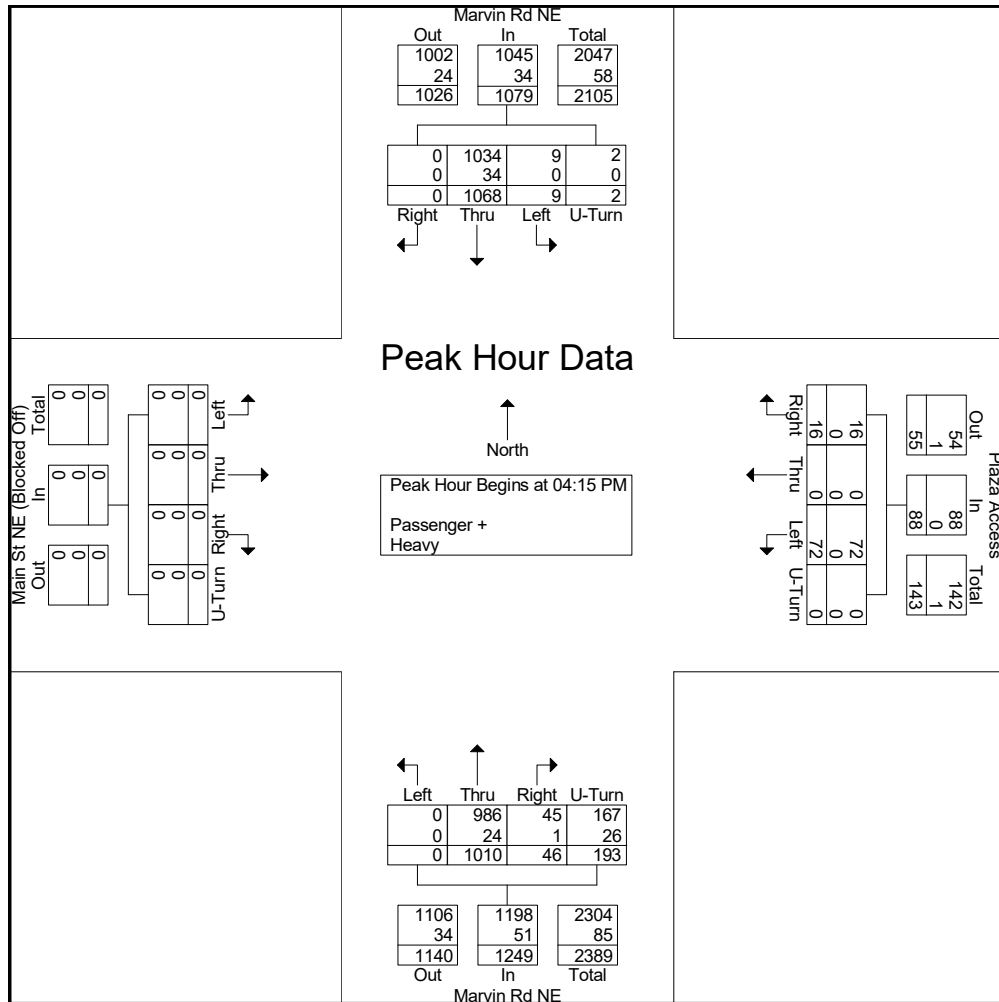 Marvin Rd NE
Out In Total
1002 1045 2047
24 34 58
1026 1079 2105
0 1034 9 2
0 34 0 0
0 1068 9 2
Right Thru Left U-Turn
Peak Hour Data
North
Peak Hour Begins at 04:15 PM
Passenger +
Heavy
Main St NE (Blocked Off)
Out In Total
0 0 0
0 0 0
0 0 0
Left Thru Right U-Turn
0 0 0 0
0 0 0 0
0 0 0 0
Plaza Access
Out In Total
54 88 142
1 0 1
55 88 143
16 0 72 0
0 0 0 0
16 0 72 0
Right Thru Left U-Turn
Left Thru Right U-Turn
0 986 45 167
0 24 1 26
0 1010 46 193
1106 1198 2304
34 51 85
1140 1249 2389
Out In Total
Marvin Rd NE